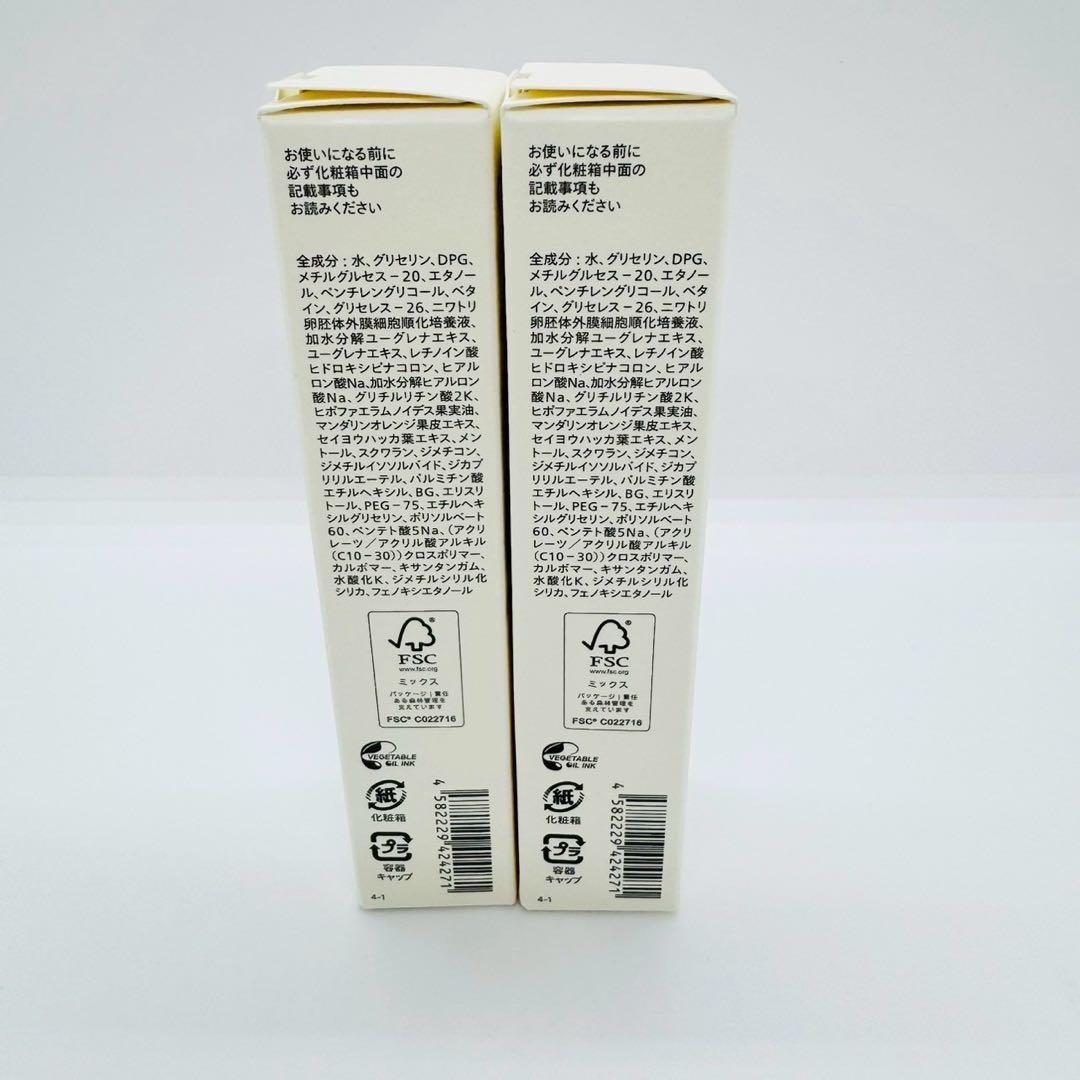 お使いになる前に
必ず化粧箱中面の
記載事項も
お読みください
全成分：水、グリセリン、DPG、
メチルグルセス－20、エタノー
ル、ペンチレングリコール、ベタ
イン、グリセレス－26、ニワトリ
卵胚体外膜細胞順化培養液、
加水分解ユーグレナエキス、
ユーグレナエキス、レチノイン酸
ヒドロキシピナコロン、ヒアル
ロン酸Na、加水分解ヒアルロン
酸Na、グリチルリチン酸2K、
ヒポファエラムノイデス果実油、
マンダリンオレンジ果皮エキス、
セイヨウハッカ葉エキス、メン
トール、スクワラン、ジメチコン、
ジメチルイソソルバイド、ジカプ
リリルエーテル、パルミチン酸
エチルヘキシル、BG、エリスリ
トール、PEG－75、エチルヘキ
シルグリセリン、ポリソルベート
60、ペンテト酸5Na、（アクリ
レーツ／アクリル酸アルキル
（C10－30））クロスポリマー、
カルボマー、キサンタンガム、
水酸化K、ジメチルシリル化
シリカ、フェノキシエタノール
FSC®
www.fsc.org
ミックス
パッケージ｜責任
ある森林管理を
支えています
FSC® C022716
VEGETABLE
OIL INK
紙
化粧箱
プラ
容器
キャップ
4 582229 424271
4-1
お使いになる前に
必ず化粧箱中面の
記載事項も
お読みください
全成分：水、グリセリン、DPG、
メチルグルセス－20、エタノー
ル、ペンチレングリコール、ベタ
イン、グリセレス－26、ニワトリ
卵胚体外膜細胞順化培養液、
加水分解ユーグレナエキス、
ユーグレナエキス、レチノイン酸
ヒドロキシピナコロン、ヒアル
ロン酸Na、加水分解ヒアルロン
酸Na、グリチルリチン酸2K、
ヒポファエラムノイデス果実油、
マンダリンオレンジ果皮エキス、
セイヨウハッカ葉エキス、メン
トール、スクワラン、ジメチコン、
ジメチルイソソルバイド、ジカプ
リリルエーテル、パルミチン酸
エチルヘキシル、BG、エリスリ
トール、PEG－75、エチルヘキ
シルグリセリン、ポリソルベート
60、ペンテト酸5Na、（アクリ
レーツ／アクリル酸アルキル
（C10－30））クロスポリマー、
カルボマー、キサンタンガム、
水酸化K、ジメチルシリル化
シリカ、フェノキシエタノール
FSC®
www.fsc.org
ミックス
パッケージ｜責任
ある森林管理を
支えています
FSC® C022716
VEGETABLE
OIL INK
紙
化粧箱
プラ
容器
キャップ
4 582229 424271
4-1